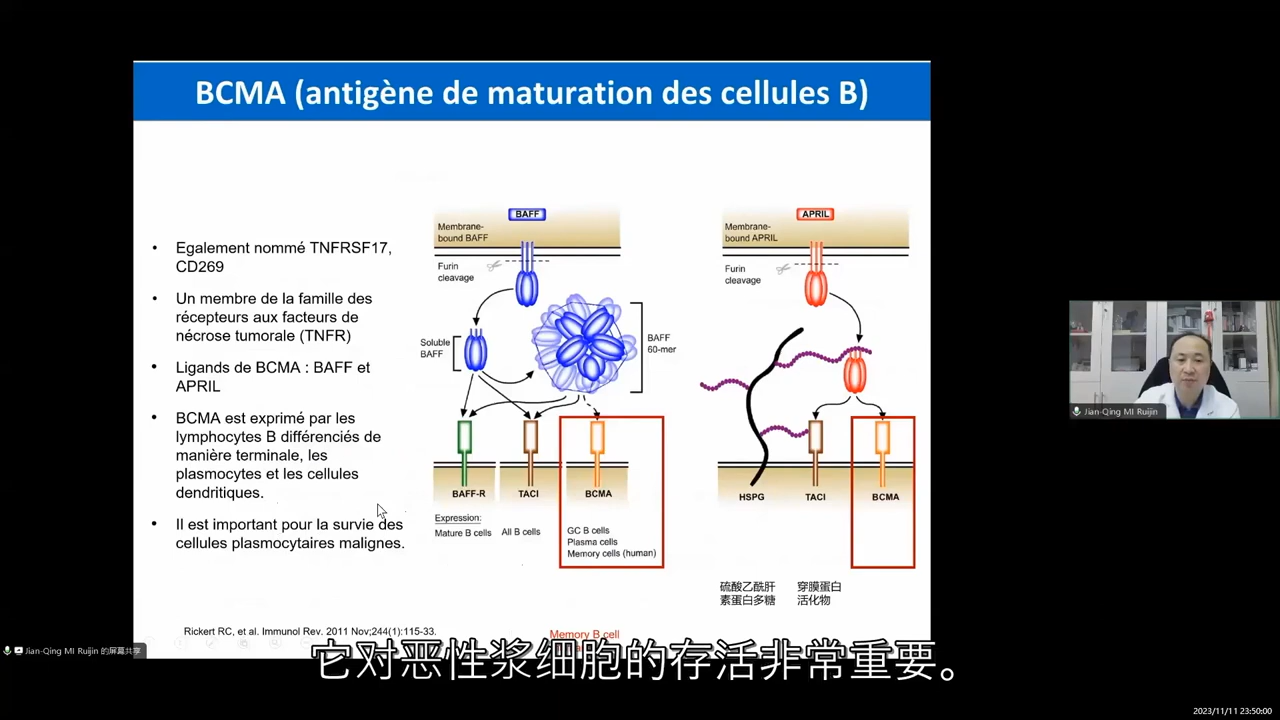 BCMA (antigène de maturation des cellules B)
• Egalement nommé TNFRSF17,
CD269
• Un membre de la famille des
récepteurs aux facteurs de
nécrose tumorale (TNFR)
• Ligands de BCMA : BAFF et
APRIL
• BCMA est exprimé par les
lymphocytes B différenciés de
manière terminale, les
plasmocytes et les cellules
dendritiques.
• Il est important pour la survie des
cellules plasmocytaires malignes.
BAFF
Membrane-
bound BAFF
Furin
cleavage
Soluble
BAFF
BAFF
60-mer
BAFF-R
TACI
BCMA
Expression:
Mature B cells
All B cells
GC B cells
Plasma cells
Memory cells (human)
APRIL
Membrane-
bound APRIL
Furin
cleavage
HSPG
TACI
BCMA
硫酸乙酰肝
素蛋白多糖
穿膜蛋白
活化物
Rickert RC, et al. Immunol Rev. 2011 Nov;244(1):115-33.
Memory B cell
它对恶性浆细胞的存活非常重要。
Jian-Qing MI Ruijin 的屏幕共享
Jian-Qing MI Ruijin
2023/11/11 23:50:00